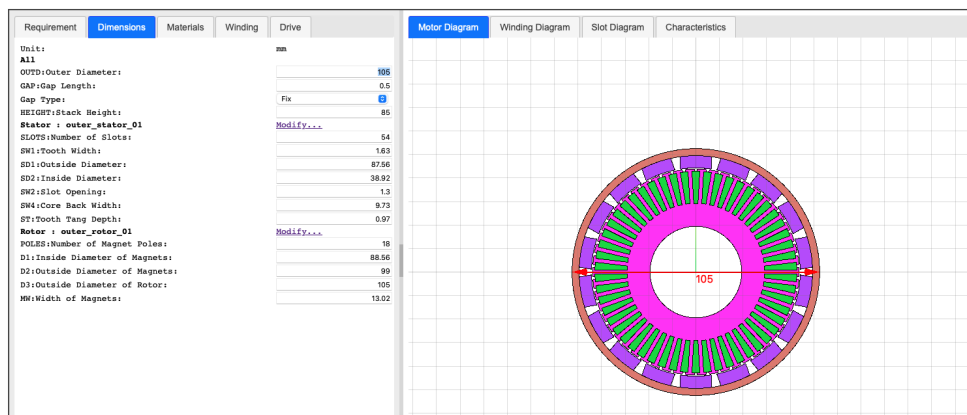 Requirement Dimensions Materials Winding Drive
Unit: mm
All
OUTD:Outer Diameter: 105
GAP:Gap Length: 0.5
Gap Type: Fix
HEIGHT:Stack Height: 85
Stator : outer_stator_01 Modify...
SLOTS:Number of Slots: 54
SW1:Tooth Width: 1.63
SD1:Outside Diameter: 87.56
SD2:Inside Diameter: 38.92
SW2:Slot Opening: 1.3
SW4:Core Back Width: 9.73
ST:Tooth Tang Depth: 0.97
Rotor : outer_rotor_01 Modify...
POLES:Number of Magnet Poles: 18
D1:Inside Diameter of Magnets: 88.56
D2:Outside Diameter of Magnets: 99
D3:Outside Diameter of Rotor: 105
MW:Width of Magnets: 13.02
Motor Diagram Winding Diagram Slot Diagram Characteristics
105